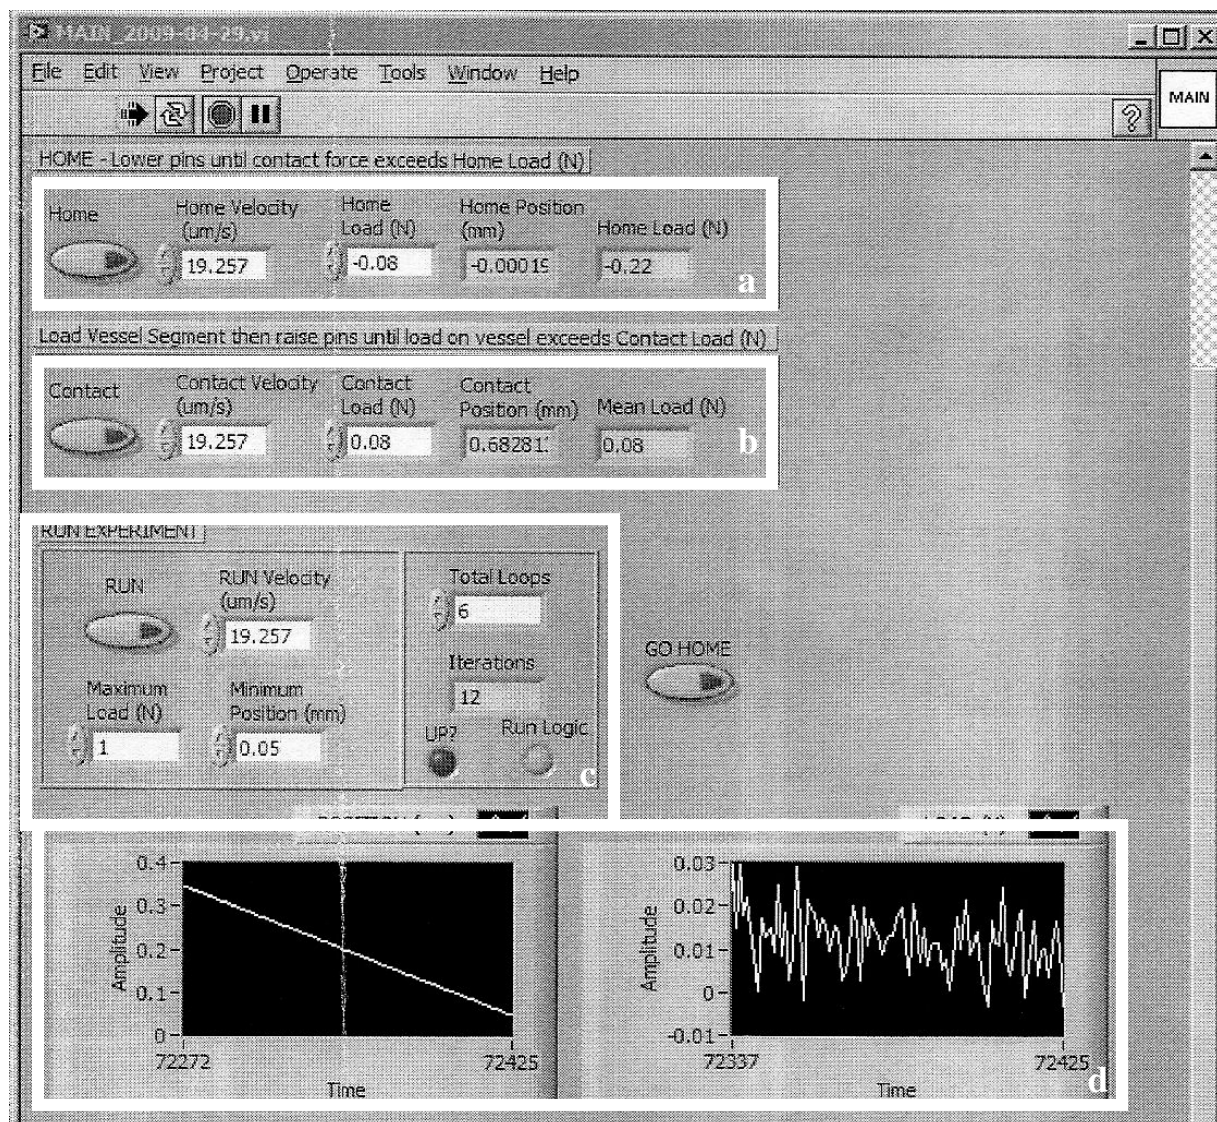 MAIN_2009-04-29.vi
File Edit View Project Operate Tools Window Help
MAIN
HOME - Lower pins until contact force exceeds Home Load (N)
Home
Home Velocity
(um/s)
19.257
Home
Load (N)
-0.08
Home Position
(mm)
-0.00019
Home Load (N)
-0.22
a
Load Vessel Segment then raise pins until load on vessel exceeds Contact Load (N)
Contact
Contact Velocity
(um/s)
19.257
Contact
Load (N)
0.08
Contact
Position (mm)
0.68281
Mean Load (N)
0.08
b
RUN EXPERIMENT
RUN
RUN Velocity
(um/s)
19.257
Maximum
Load (N)
1
Minimum
Position (mm)
0.05
Total Loops
6
Iterations
12
UP?
Run Logic
c
GO HOME
Amplitude
0.4
0.3
0.2
0.1
0
72272
72425
Time
Amplitude
0.03
0.02
0.01
0
-0.01
72337
72425
Time
d